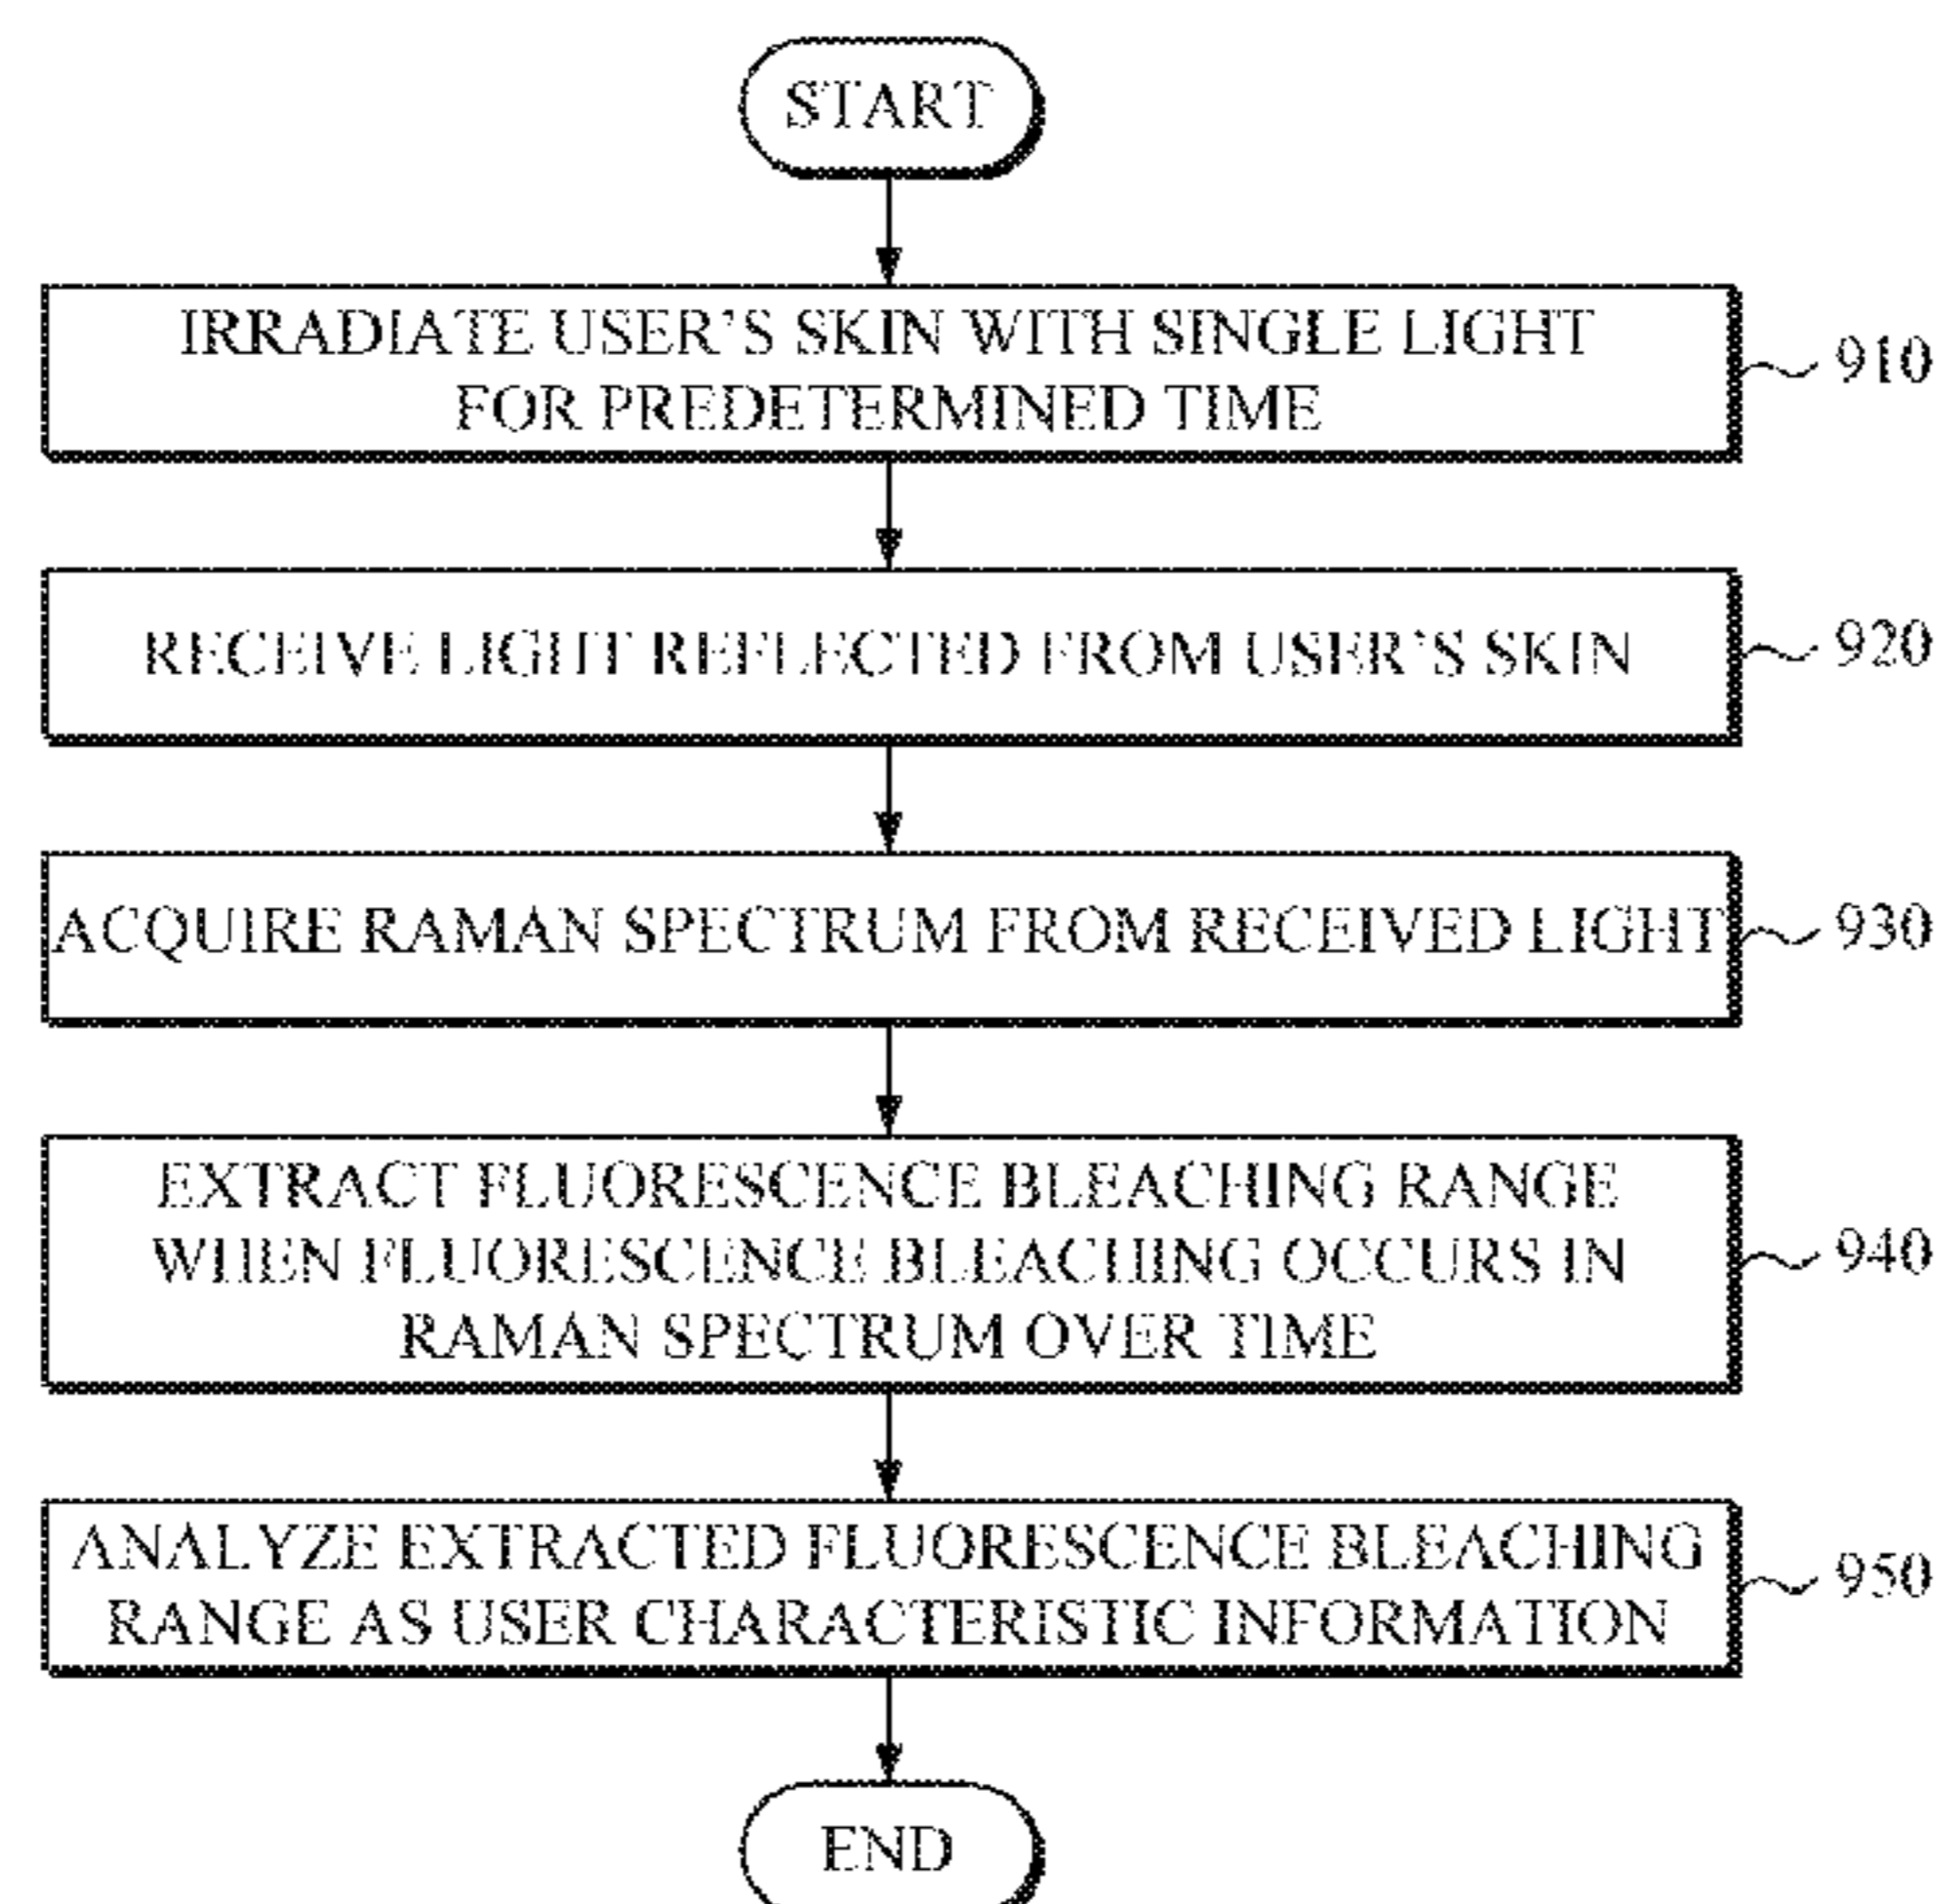 START
IRRADIATE USER'S SKIN WITH SINGLE LIGHT
FOR PREDETERMINED TIME
910
RECEIVE LIGHT REFLECTED FROM USER'S SKIN
920
ACQUIRE RAMAN SPECTRUM FROM RECEIVED LIGHT
930
EXTRACT FLUORESCENCE BLEACHING RANGE
WHEN FLUORESCENCE BLEACHING OCCURS IN
RAMAN SPECTRUM OVER TIME
940
ANALYZE EXTRACTED FLUORESCENCE BLEACHING
RANGE AS USER CHARACTERISTIC INFORMATION
950
END